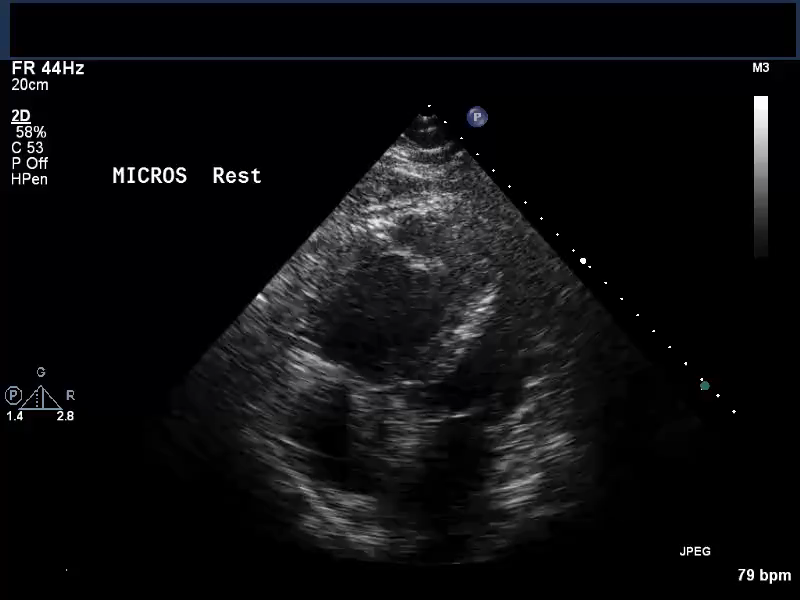 FR 44Hz
20cm
M3
2D
58%
C 53
P Off
HPen
P
MICROS Rest
G
P R
1.4 2.8
JPEG
79 bpm